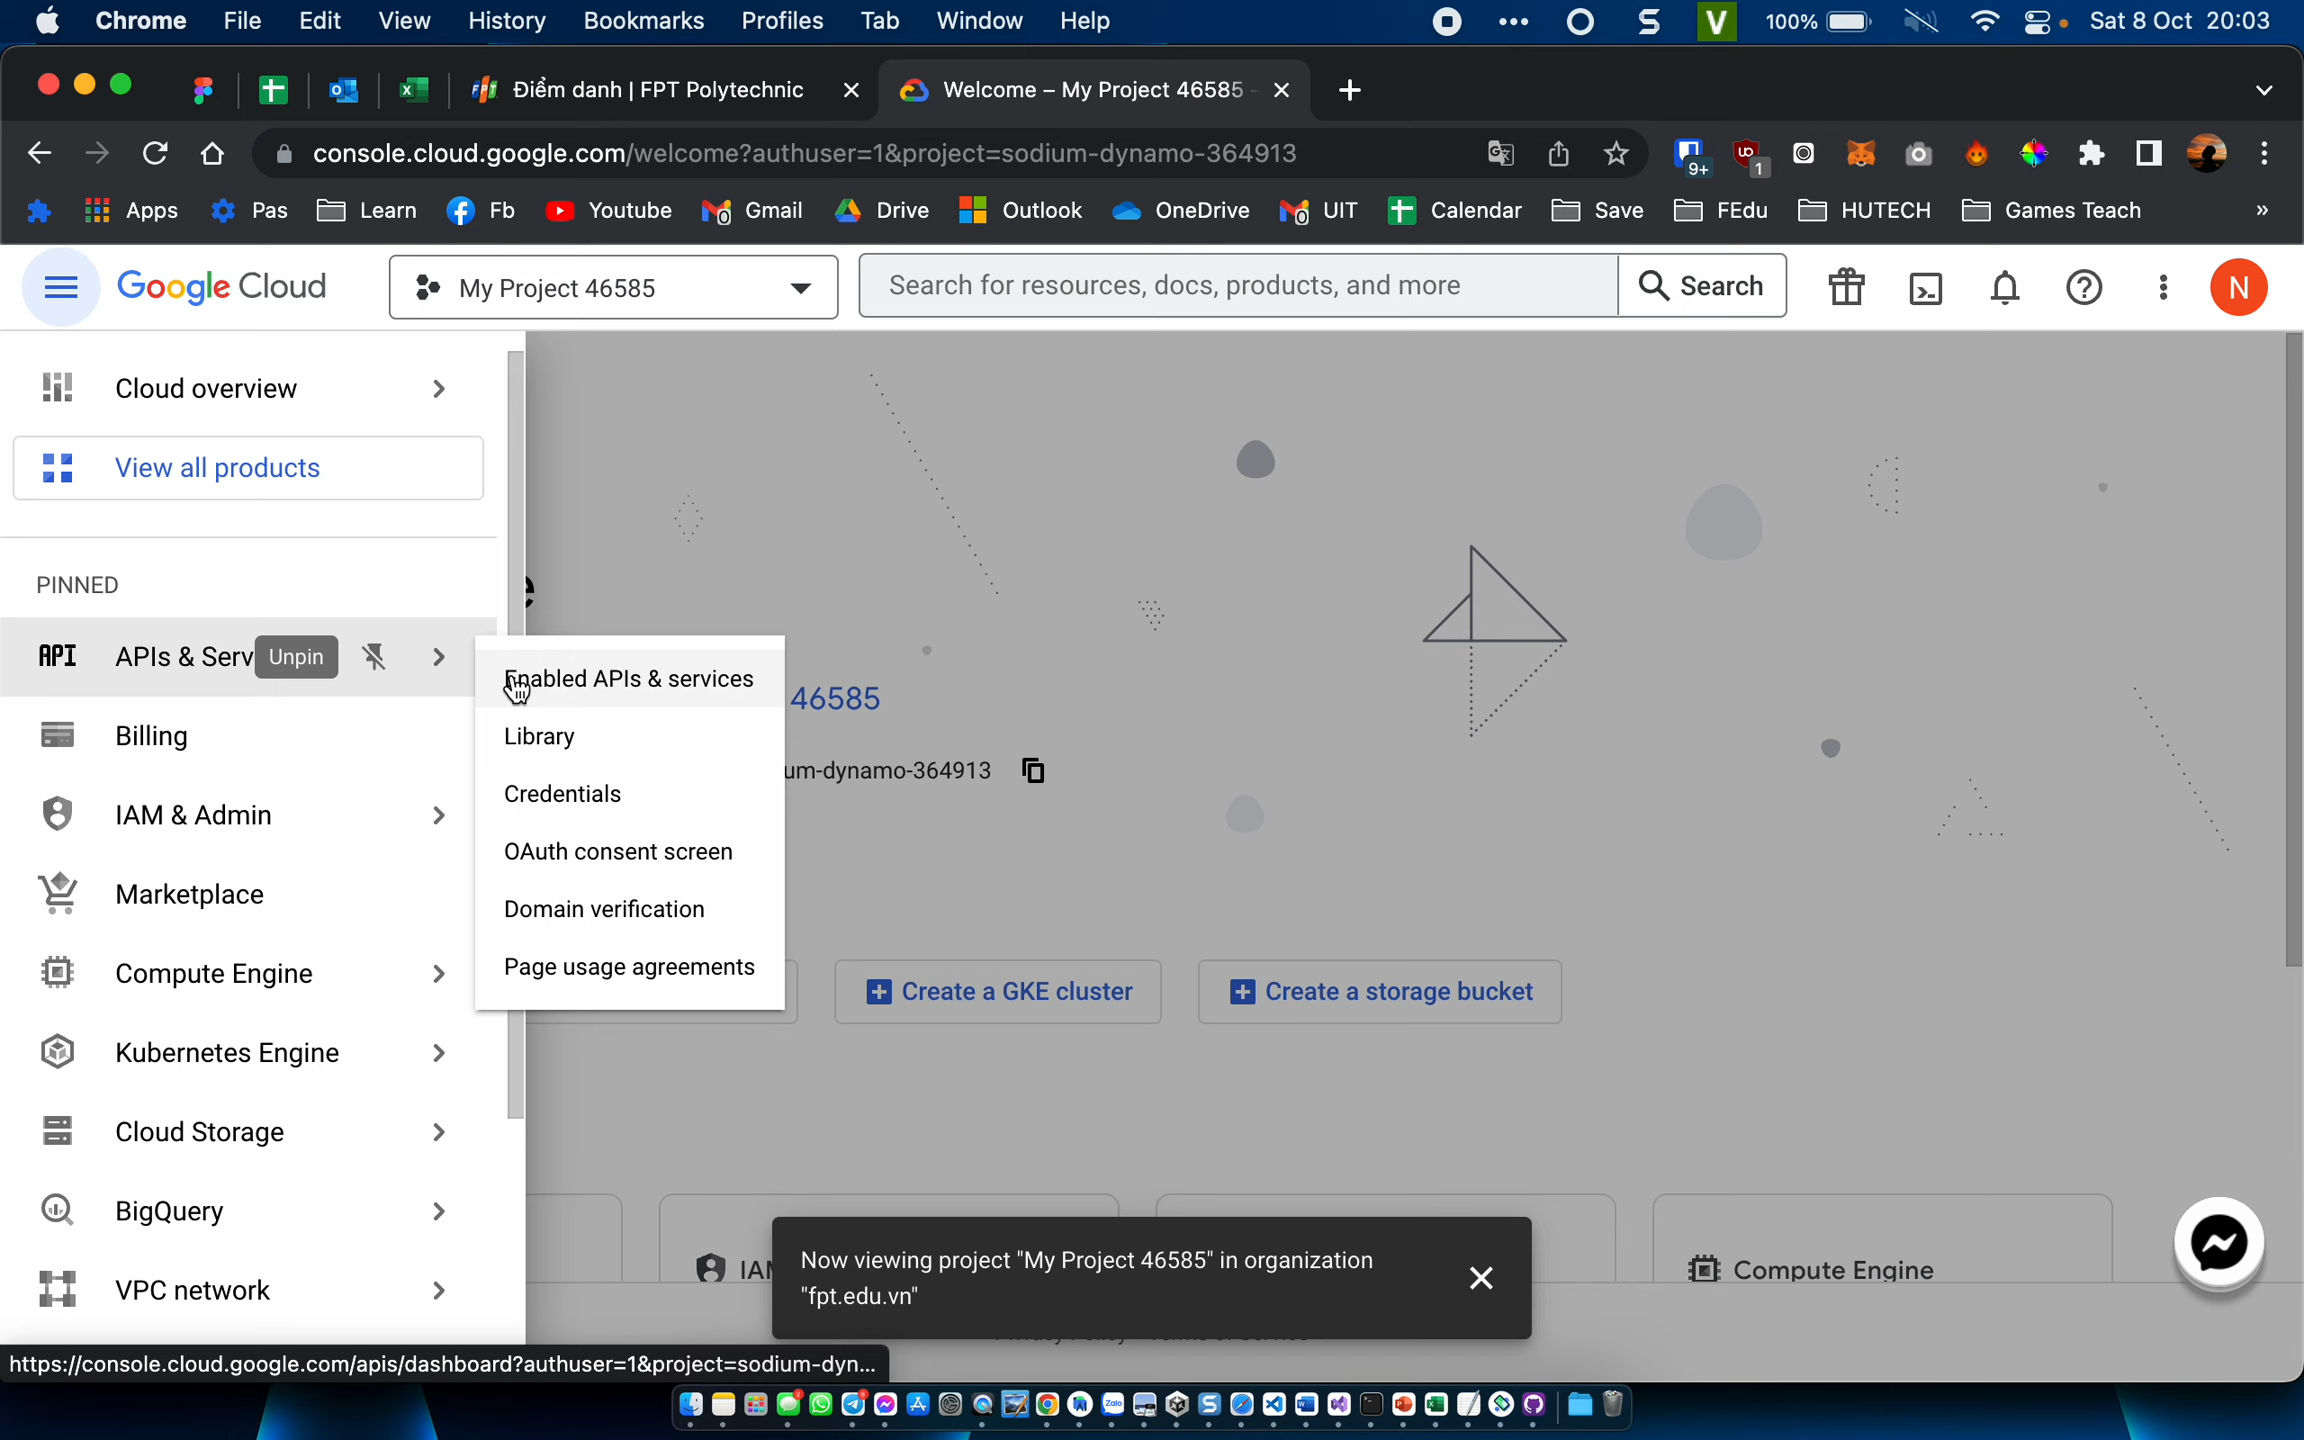 Chrome File Edit View History Bookmarks Profiles Tab Window Help 100% Sat 8 Oct 20:03
Điểm danh | FPT Polytechnic Welcome – My Project 46585
console.cloud.google.com/welcome?authuser=1&project=sodium-dynamo-364913 9+ 1
Apps Pas Learn Fb Youtube Gmail Drive Outlook OneDrive UIT Calendar Save FEdu HUTECH Games Teach »
Google Cloud My Project 46585 Search for resources, docs, products, and more Search N
Cloud overview
View all products
PINNED
API APIs & Serv Unpin
Enabled APIs & services
46585
Billing
Library
um-dynamo-364913
Credentials
IAM & Admin
OAuth consent screen
Marketplace
Domain verification
Compute Engine
Page usage agreements
Create a GKE cluster Create a storage bucket
Kubernetes Engine
Cloud Storage
BigQuery
VPC network
IAM Compute Engine
Now viewing project "My Project 46585" in organization
"fpt.edu.vn"
https://console.cloud.google.com/apis/dashboard?authuser=1&project=sodium-dyn...
Zalo